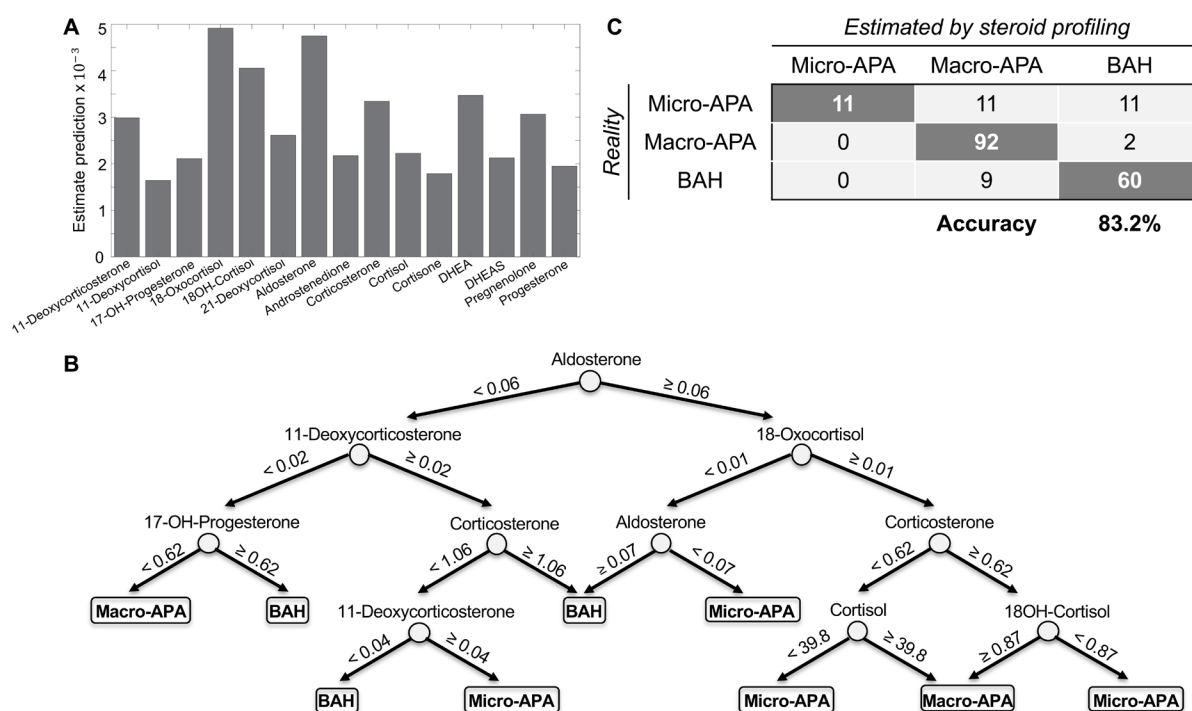 A
Estimate prediction x 10⁻³
5
4
3
2
1
0
11-Deoxycorticosterone
11-Deoxycortisol
17-OH-Progesterone
18-Oxocortisol
18OH-Cortisol
21-Deoxycortisol
Aldosterone
Androstenedione
Corticosterone
Cortisol
Cortisone
DHEA
DHEAS
Pregnenolone
Progesterone
C
Estimated by steroid profiling
Micro-APA Macro-APA BAH
Reality
Micro-APA 11 11 11
Macro-APA 0 92 2
BAH 0 9 60
Accuracy 83.2%
B
Aldosterone
< 0.06 ≥ 0.06
11-Deoxycorticosterone 18-Oxocortisol
< 0.02 ≥ 0.02 < 0.01 ≥ 0.01
17-OH-Progesterone Corticosterone Aldosterone Corticosterone
< 0.62 ≥ 0.62 < 1.06 ≥ 1.06 ≥ 0.07 < 0.07 < 0.62 ≥ 0.62
Macro-APA BAH 11-Deoxycorticosterone BAH Micro-APA Cortisol 18OH-Cortisol
< 0.04 ≥ 0.04 < 39.8 ≥ 39.8 ≥ 0.87 < 0.87
BAH Micro-APA Micro-APA Macro-APA Micro-APA